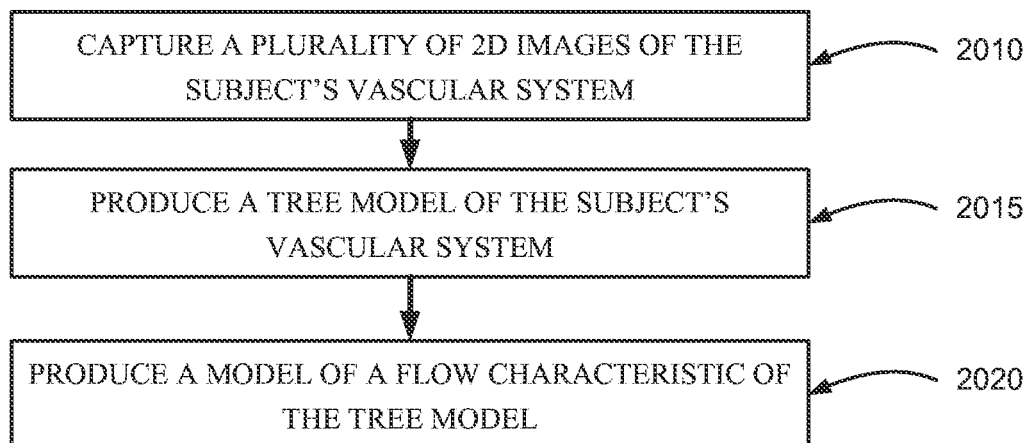 CAPTURE A PLURALITY OF 2D IMAGES OF THE
SUBJECT'S VASCULAR SYSTEM
2010
PRODUCE A TREE MODEL OF THE SUBJECT'S
VASCULAR SYSTEM
2015
PRODUCE A MODEL OF A FLOW CHARACTERISTIC OF
THE TREE MODEL
2020